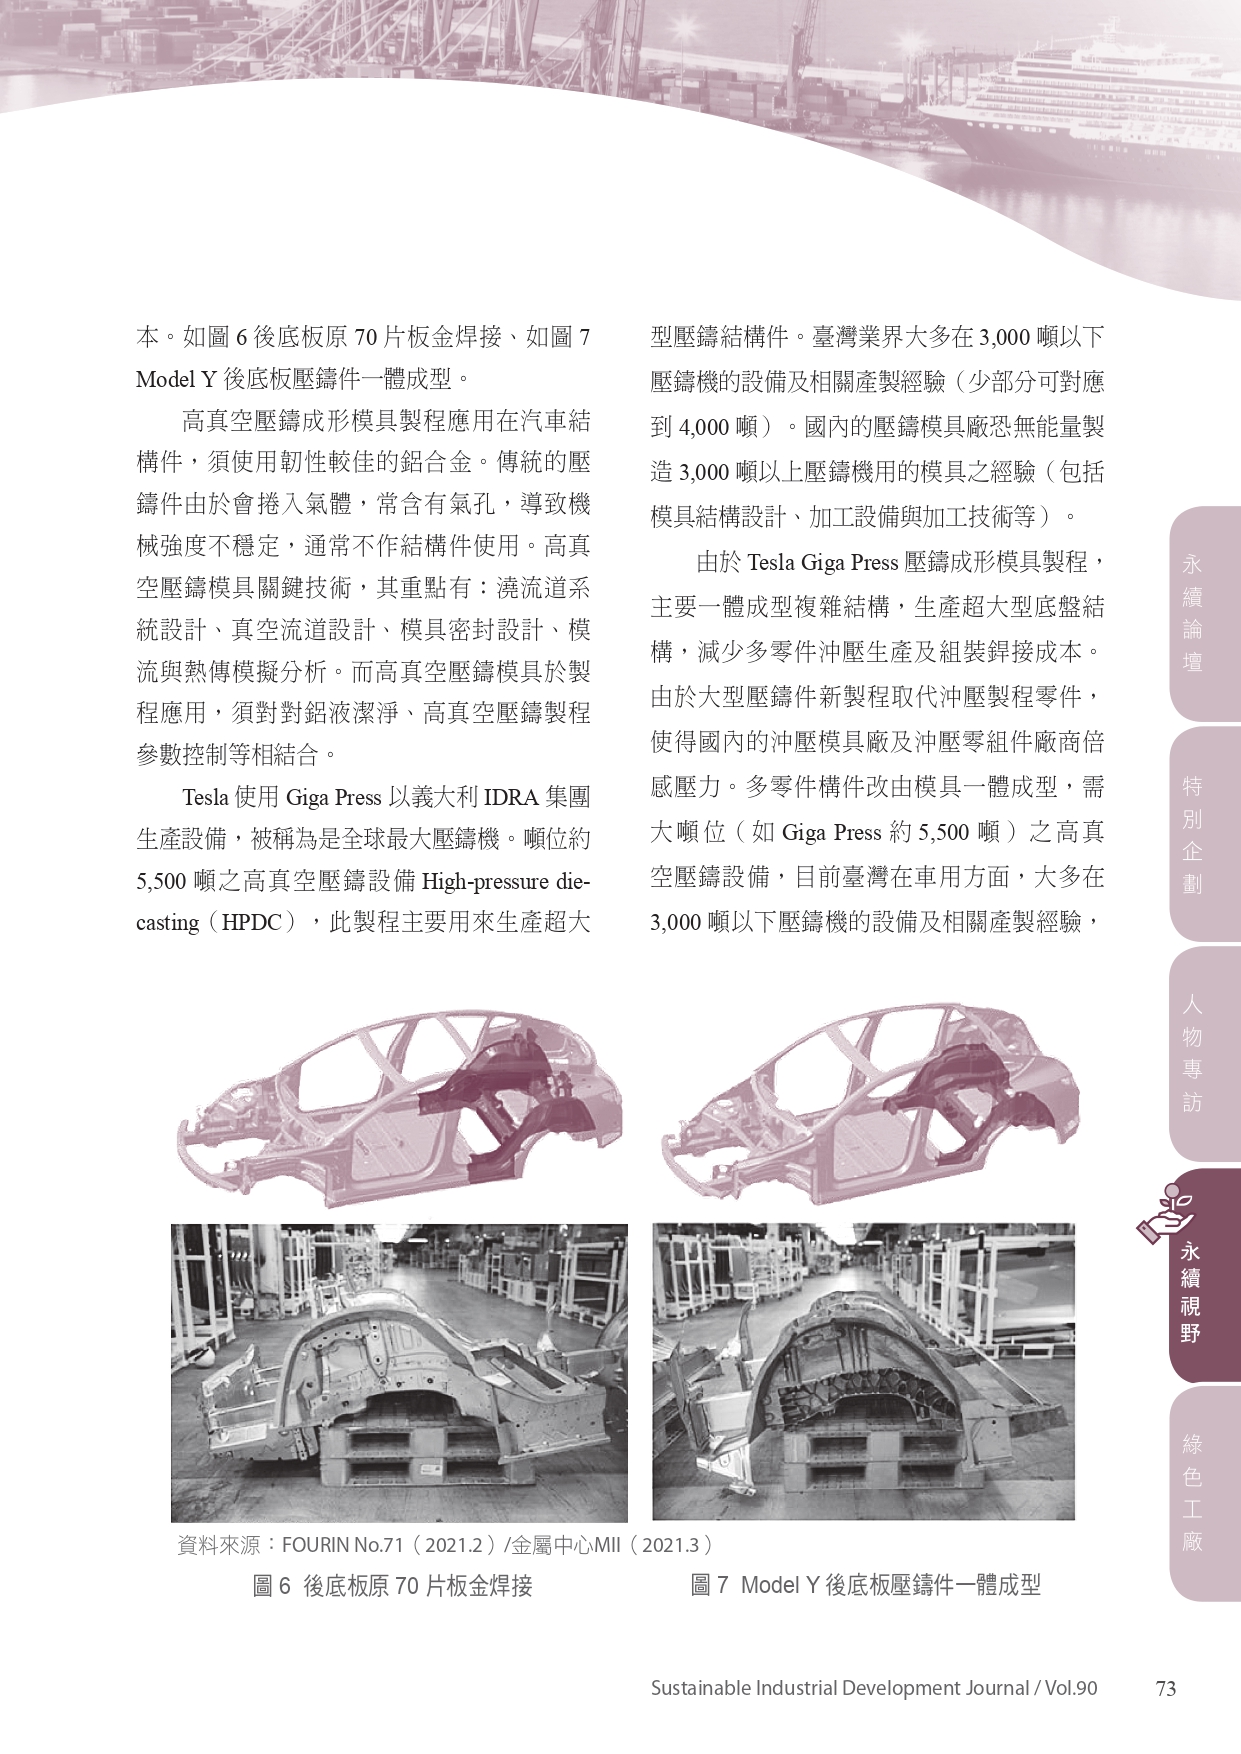 本。如圖 6 後底板原 70 片板金焊接、如圖 7
Model Y 後底板壓鑄件一體成型。
高真空壓鑄成形模具製程應用在汽車結
構件，須使用韌性較佳的鋁合金。傳統的壓
鑄件由於會捲入氣體，常含有氣孔，導致機
械強度不穩定，通常不作結構件使用。高真
空壓鑄模具關鍵技術，其重點有：澆流道系
統設計、真空流道設計、模具密封設計、模
流與熱傳模擬分析。而高真空壓鑄模具於製
程應用，須對對鋁液潔淨、高真空壓鑄製程
參數控制等相結合。
Tesla 使用 Giga Press 以義大利 IDRA 集團
生產設備，被稱為是全球最大壓鑄機。噸位約
5,500 噸之高真空壓鑄設備 High-pressure die-
casting（HPDC），此製程主要用來生產超大
型壓鑄結構件。臺灣業界大多在 3,000 噸以下
壓鑄機的設備及相關產製經驗（少部分可對應
到 4,000 噸）。國內的壓鑄模具廠恐無能量製
造 3,000 噸以上壓鑄機用的模具之經驗（包括
模具結構設計、加工設備與加工技術等）。
由於 Tesla Giga Press 壓鑄成形模具製程，
主要一體成型複雜結構，生產超大型底盤結
構，減少多零件沖壓生產及組裝銲接成本。
由於大型壓鑄件新製程取代沖壓製程零件，
使得國內的沖壓模具廠及沖壓零組件廠商倍
感壓力。多零件構件改由模具一體成型，需
大噸位（如 Giga Press 約 5,500 噸）之高真
空壓鑄設備，目前臺灣在車用方面，大多在
3,000 噸以下壓鑄機的設備及相關產製經驗，
資料來源：FOURIN No.71（2021.2）/金屬中心MII（2021.3）
圖 6 後底板原 70 片板金焊接
圖 7 Model Y 後底板壓鑄件一體成型
永續論壇
特別企劃
人物專訪
永續視野
綠色工廠
Sustainable Industrial Development Journal / Vol.90
73